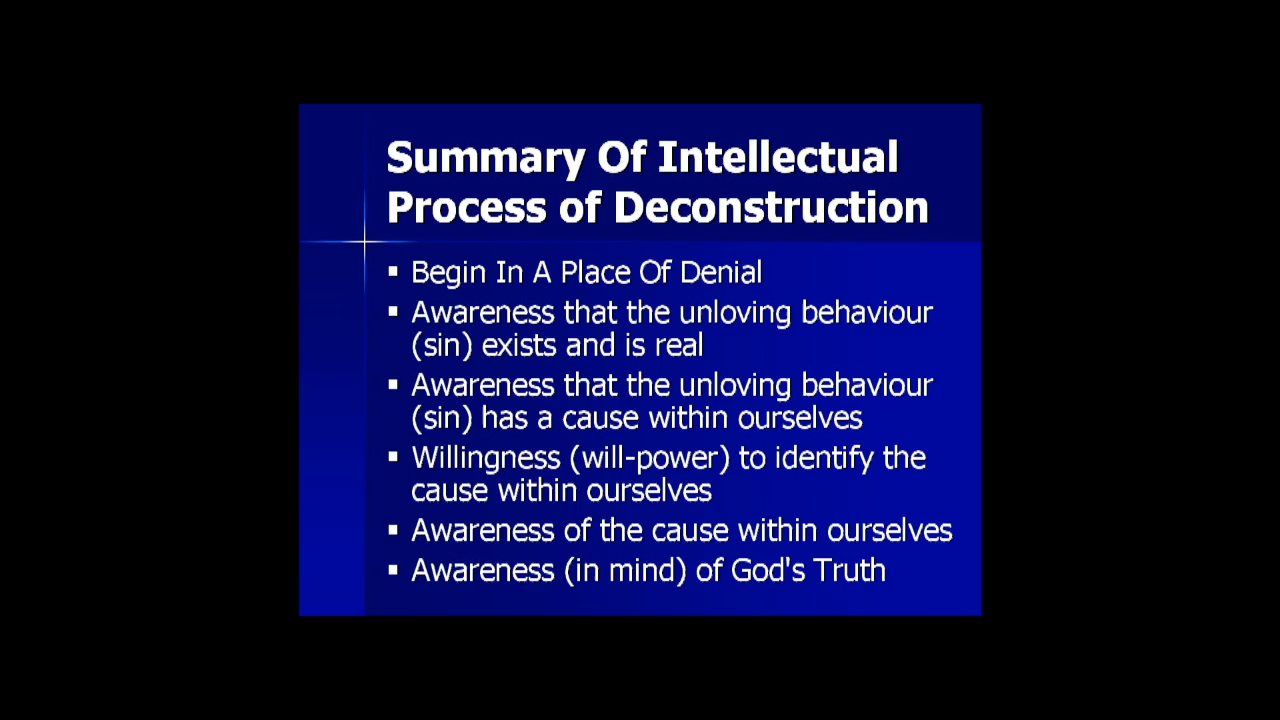 Summary Of Intellectual
Process of Deconstruction
▪ Begin In A Place Of Denial
▪ Awareness that the unloving behaviour
(sin) exists and is real
▪ Awareness that the unloving behaviour
(sin) has a cause within ourselves
▪ Willingness (will-power) to identify the
cause within ourselves
▪ Awareness of the cause within ourselves
▪ Awareness (in mind) of God's Truth